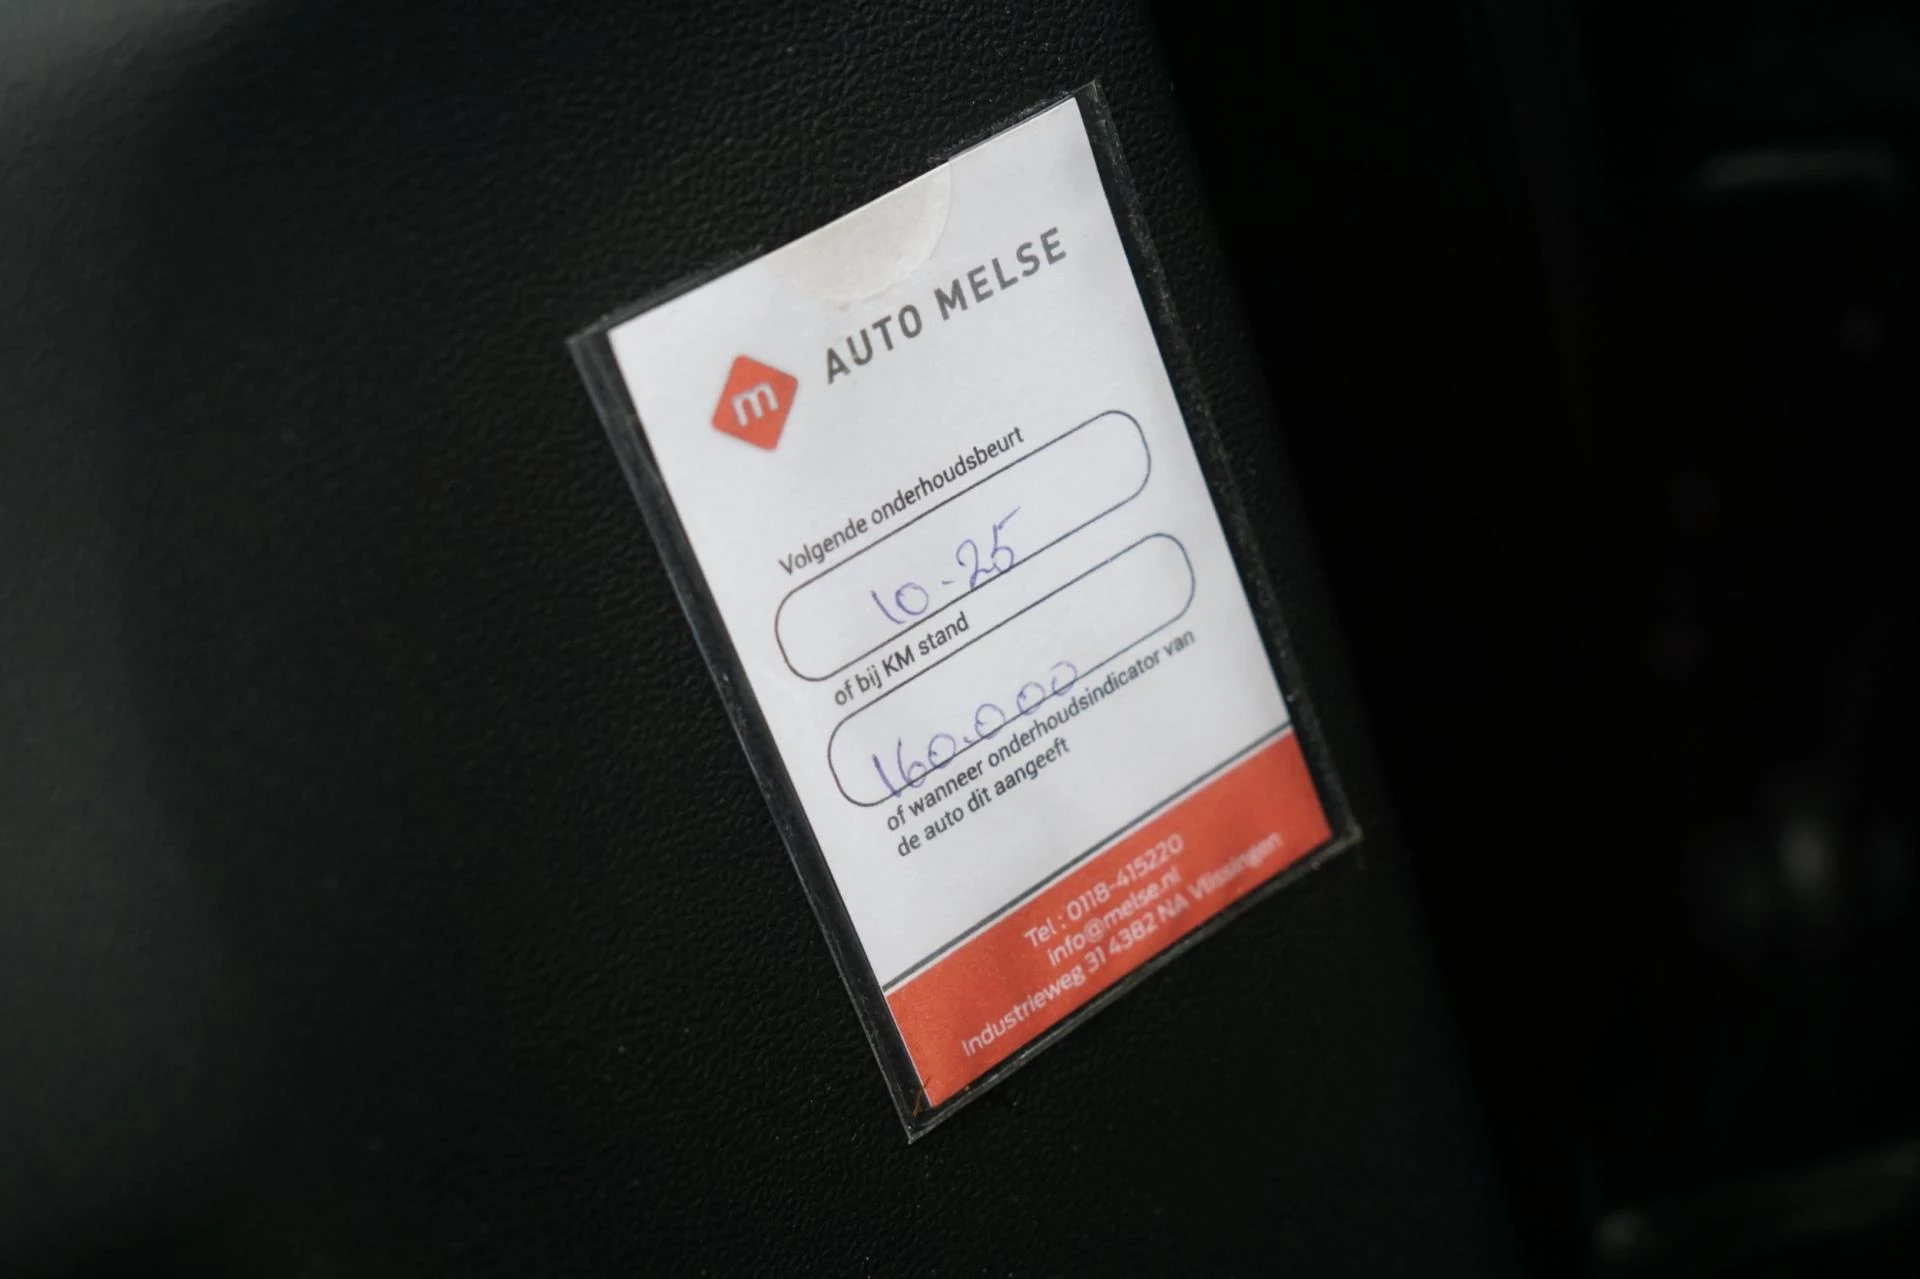 m AUTO MELSE
Volgende onderhoudsbeurt
10-25
of bij KM stand
160.000
of wanneer onderhoudsindicator van
de auto dit aangeeft
Tel : 0118-415220
info@melse.nl
Industrieweg 31 4382 NA Vlissingen